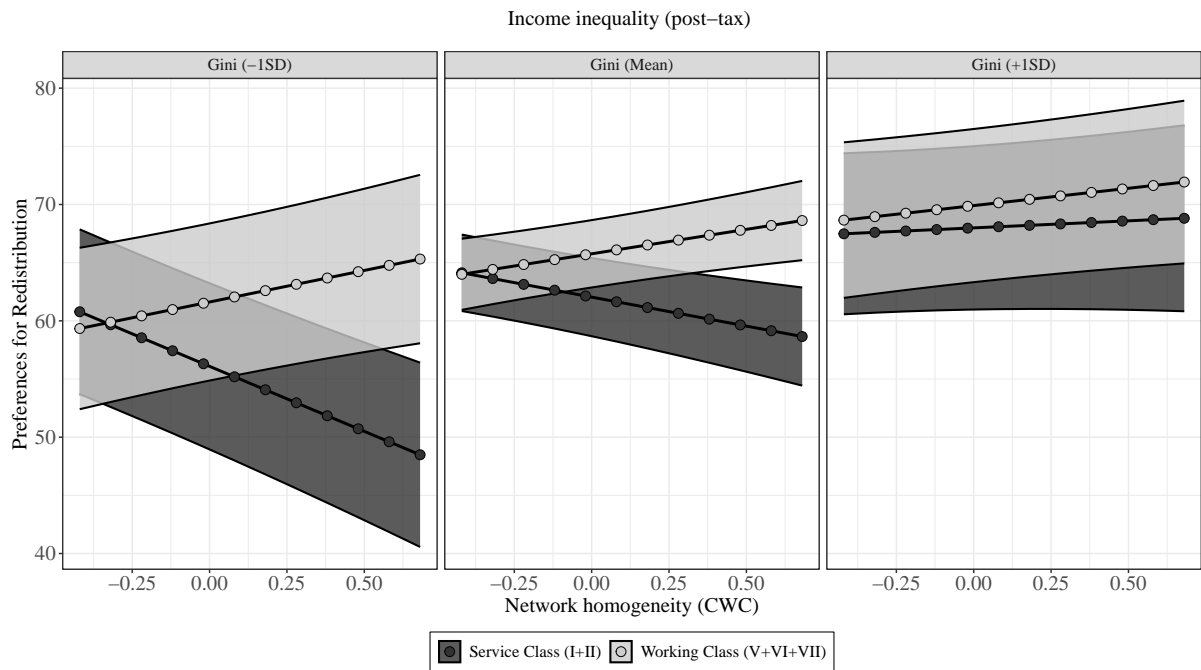 Income inequality (post−tax)
Gini (−1SD) Gini (Mean) Gini (+1SD)
Preferences for Redistribution
80
70
60
50
40
−0.25 0.00 0.25 0.50 −0.25 0.00 0.25 0.50 −0.25 0.00 0.25 0.50
Network homogeneity (CWC)
Service Class (I+II) Working Class (V+VI+VII)